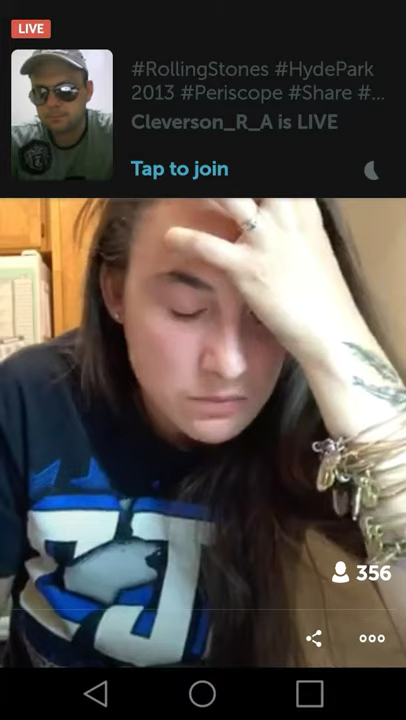 LIVE
#RollingStones #HydePark
2013 #Periscope #Share #...
Cleverson_R_A is LIVE
Tap to join
356